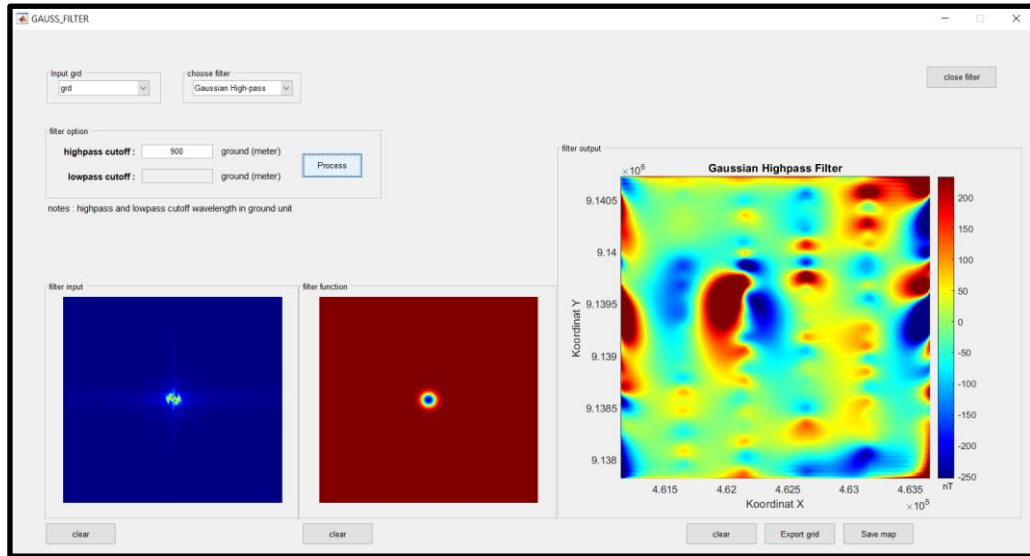 GAUSS_FILTER
Input grd
grd
choose filter
Gaussian High-pass
close filter
filter option
highpass cutoff : 900 ground (meter)
lowpass cutoff : ground (meter)
Process
notes : highpass and lowpass cutoff wavelength in ground unit
filter input
filter function
filter output
Gaussian Highpass Filter
×10⁶
9.1405
9.14
9.1395
9.139
9.1385
9.138
Koordinat Y
4.615 4.62 4.625 4.63 4.635
×10⁵
Koordinat X
200
150
100
50
0
-50
-100
-150
-200
-250
nT
clear
clear
clear
Export grid
Save map